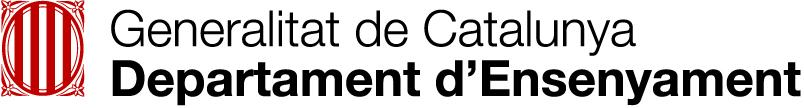 Generalitat de Catalunya
Departament d’Ensenyament